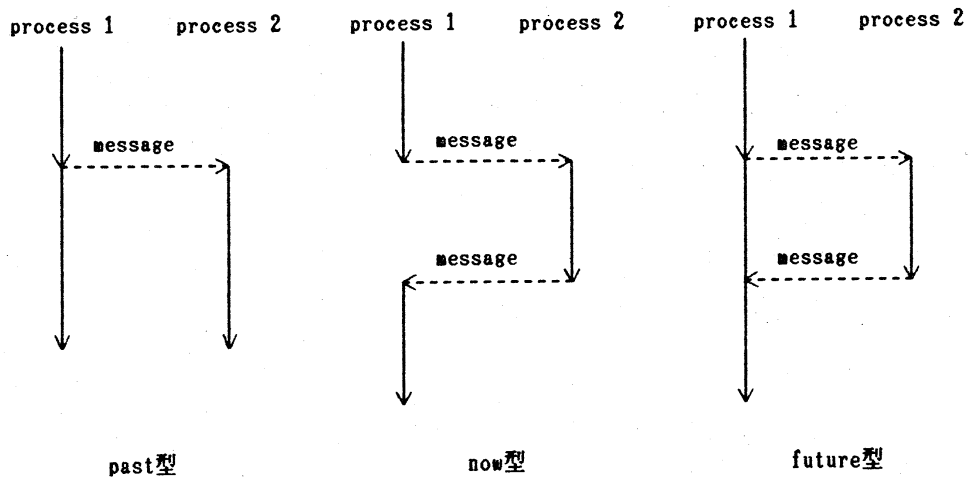 process 1 process 2 process 1 process 2 process 1 process 2
message message message
message message
past型 now型 future型